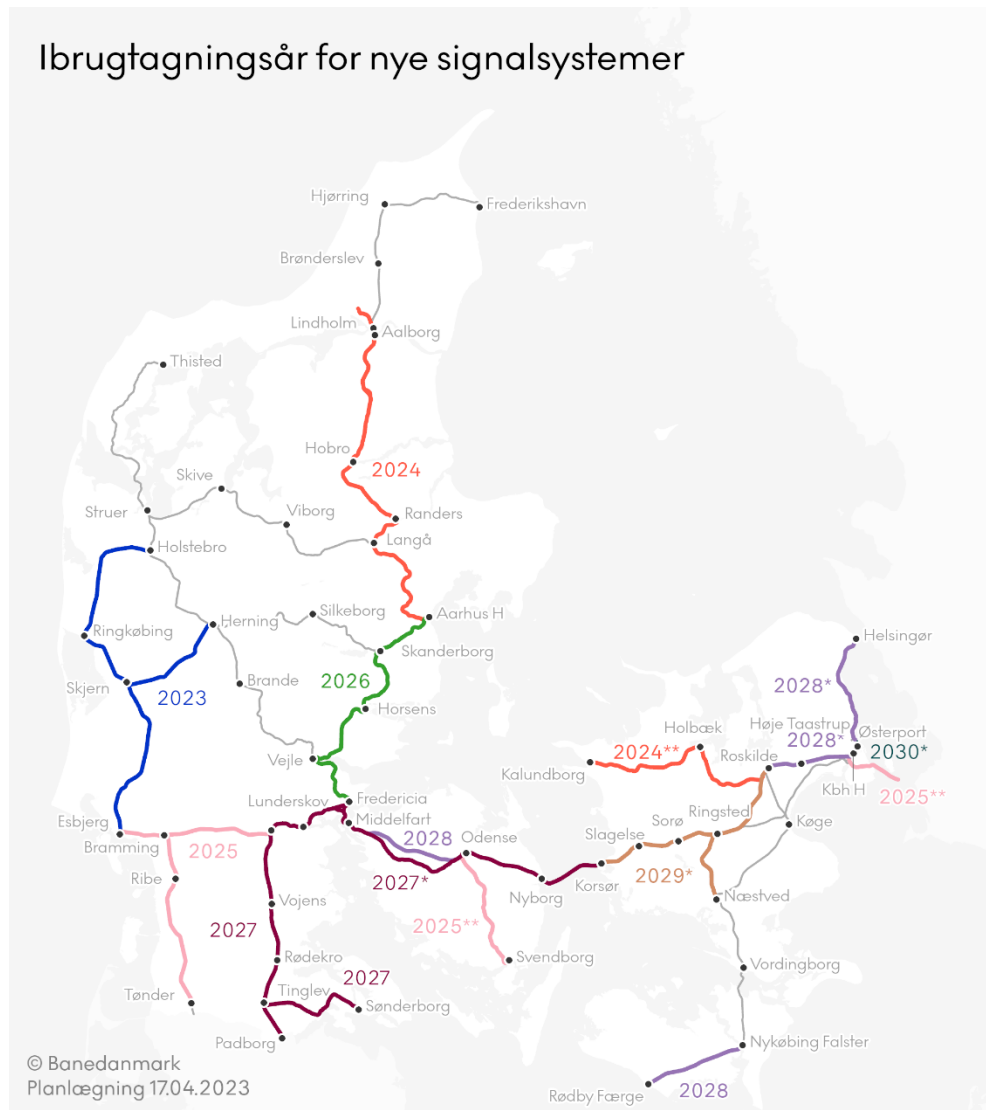 Ibrugtagningsår for nye signalsystemer
Hjørring
Frederikshavn
Brønderslev
Lindholm
Aalborg
Thisted
Hobro
2024
Skive
Struer
Viborg
Randers
Langå
Holstebro
Silkeborg
Aarhus H
Herning
Ringkøbing
Skanderborg
Helsingør
Skjern
2023
Brande
2026
2028*
Horsens
Holbæk
Høje Taastrup
Østerport
2024**
Roskilde
2028*
2030*
Vejle
Kalundborg
Kbh H
2025**
Lunderskov
Fredericia
Middelfart
Ringsted
Esbjerg
2028
Odense
Slagelse
Sorø
Køge
Bramming
2025
2027*
2029*
Ribe
Korsør
Nyborg
Næstved
Vojens
2027
2025**
Svendborg
Rødekro
Vordingborg
2027
Tønder
Tinglev
Sønderborg
Padborg
Nykøbing Falster
Rødby Færge
2028
© Banedanmark
Planlægning 17.04.2023